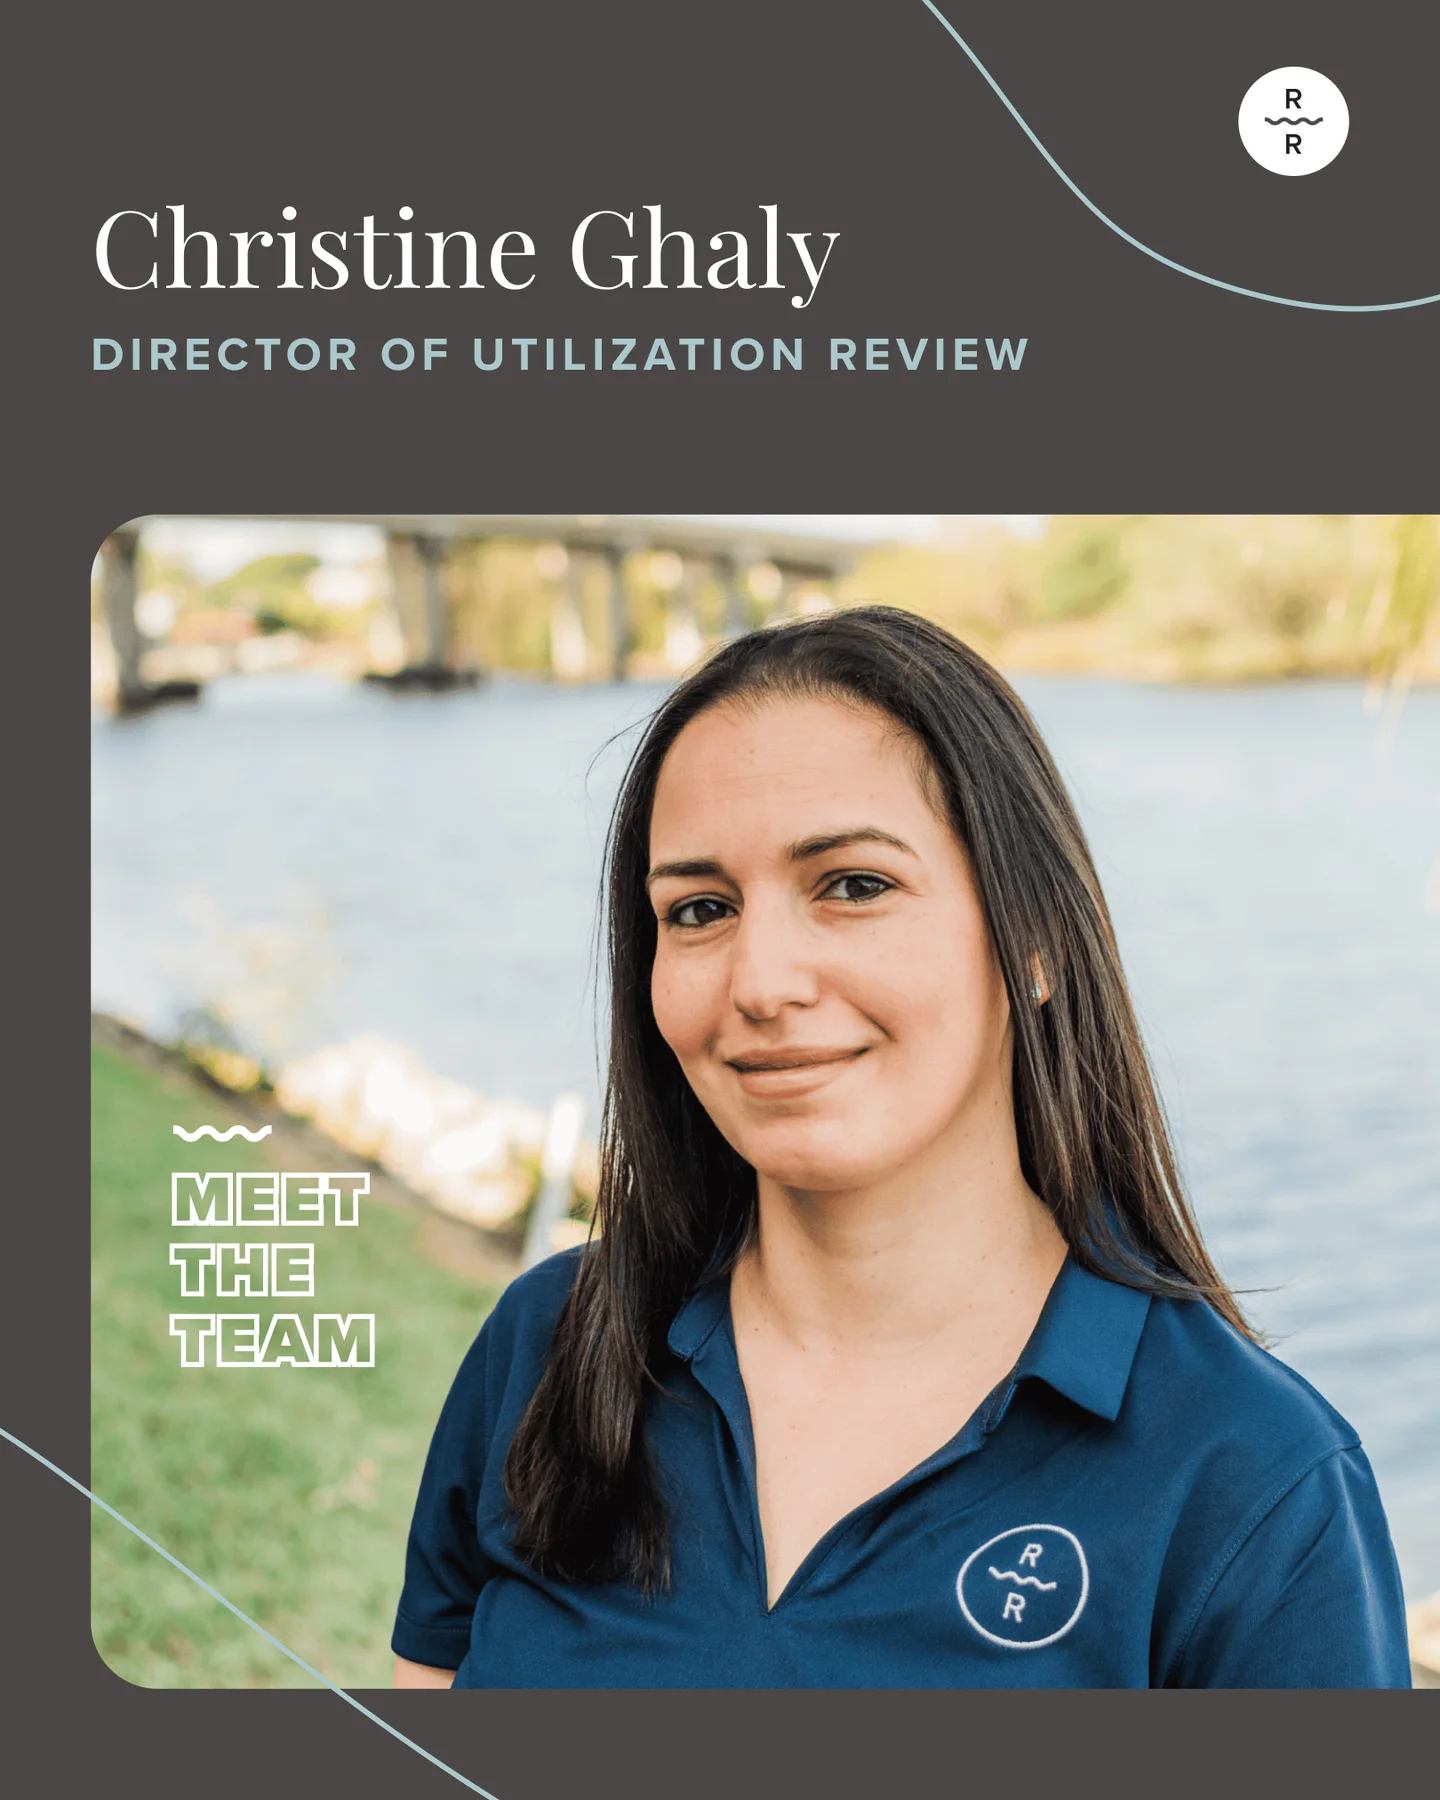 R
R
Christine Ghaly
DIRECTOR OF UTILIZATION REVIEW
MEET
THE
TEAM
R
R